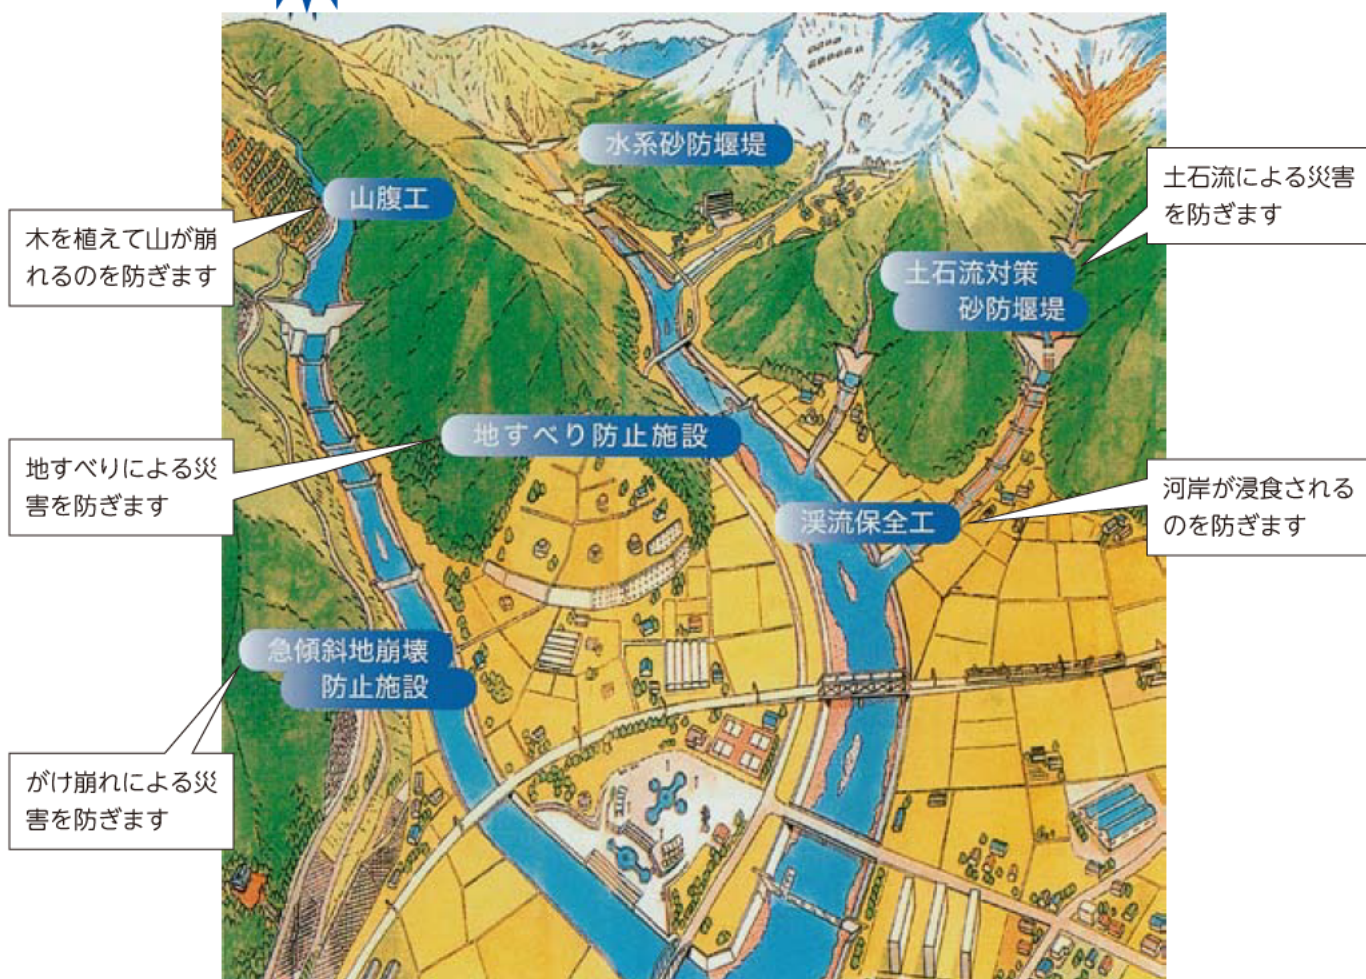 水系砂防堰堤
山腹工
木を植えて山が崩
れるのを防ぎます
土石流による災害
を防ぎます
土石流対策
砂防堰堤
地すべり防止施設
地すべりによる災
害を防ぎます
渓流保全工
河岸が浸食される
のを防ぎます
急傾斜地崩壊
防止施設
がけ崩れによる災
害を防ぎます